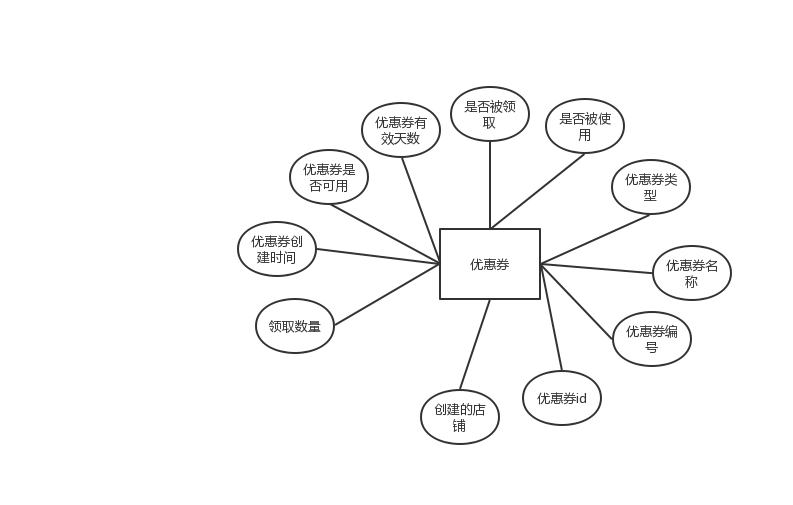 是否被领
取
优惠券有
效天数
是否被使
用
优惠券是
否可用
优惠券类
型
优惠券创
建时间
优惠券
优惠券名
称
领取数量
优惠券编
号
优惠券id
创建的店
铺